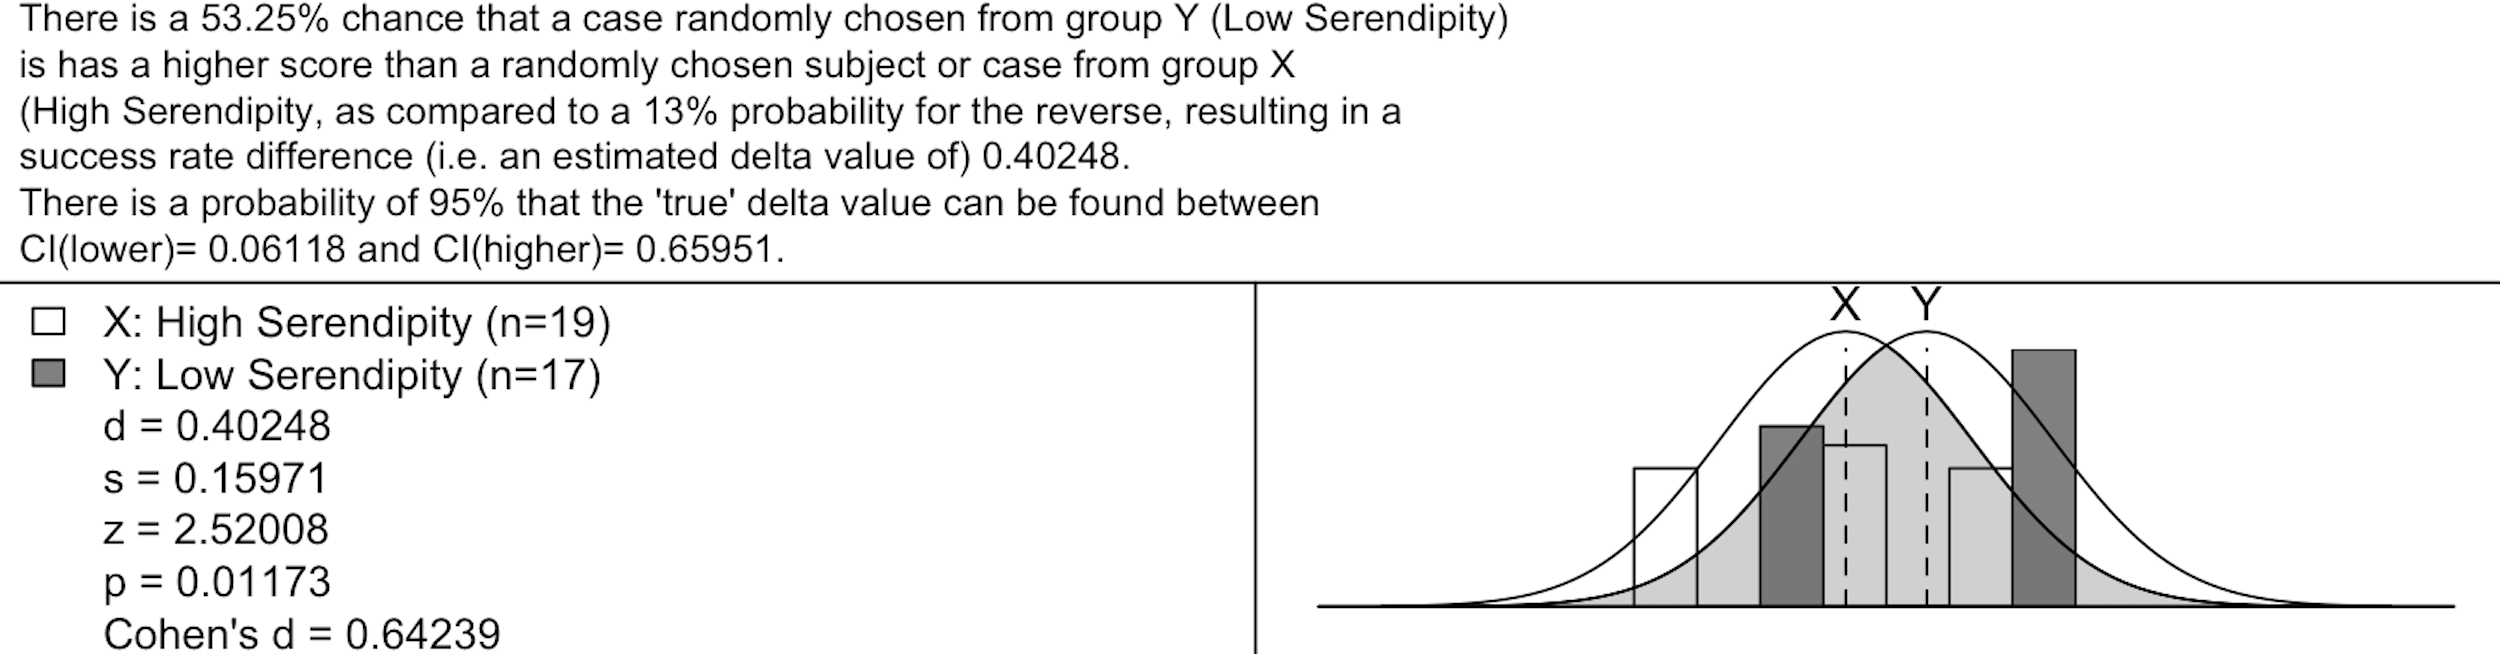 There is a 53.25% chance that a case randomly chosen from group Y (Low Serendipity)
is has a higher score than a randomly chosen subject or case from group X
(High Serendipity, as compared to a 13% probability for the reverse, resulting in a
success rate difference (i.e. an estimated delta value of) 0.40248.
There is a probability of 95% that the 'true' delta value can be found between
CI(lower)= 0.06118 and CI(higher)= 0.65951.
X: High Serendipity (n=19)
Y: Low Serendipity (n=17)
d = 0.40248
s = 0.15971
z = 2.52008
p = 0.01173
Cohen's d = 0.64239
X Y